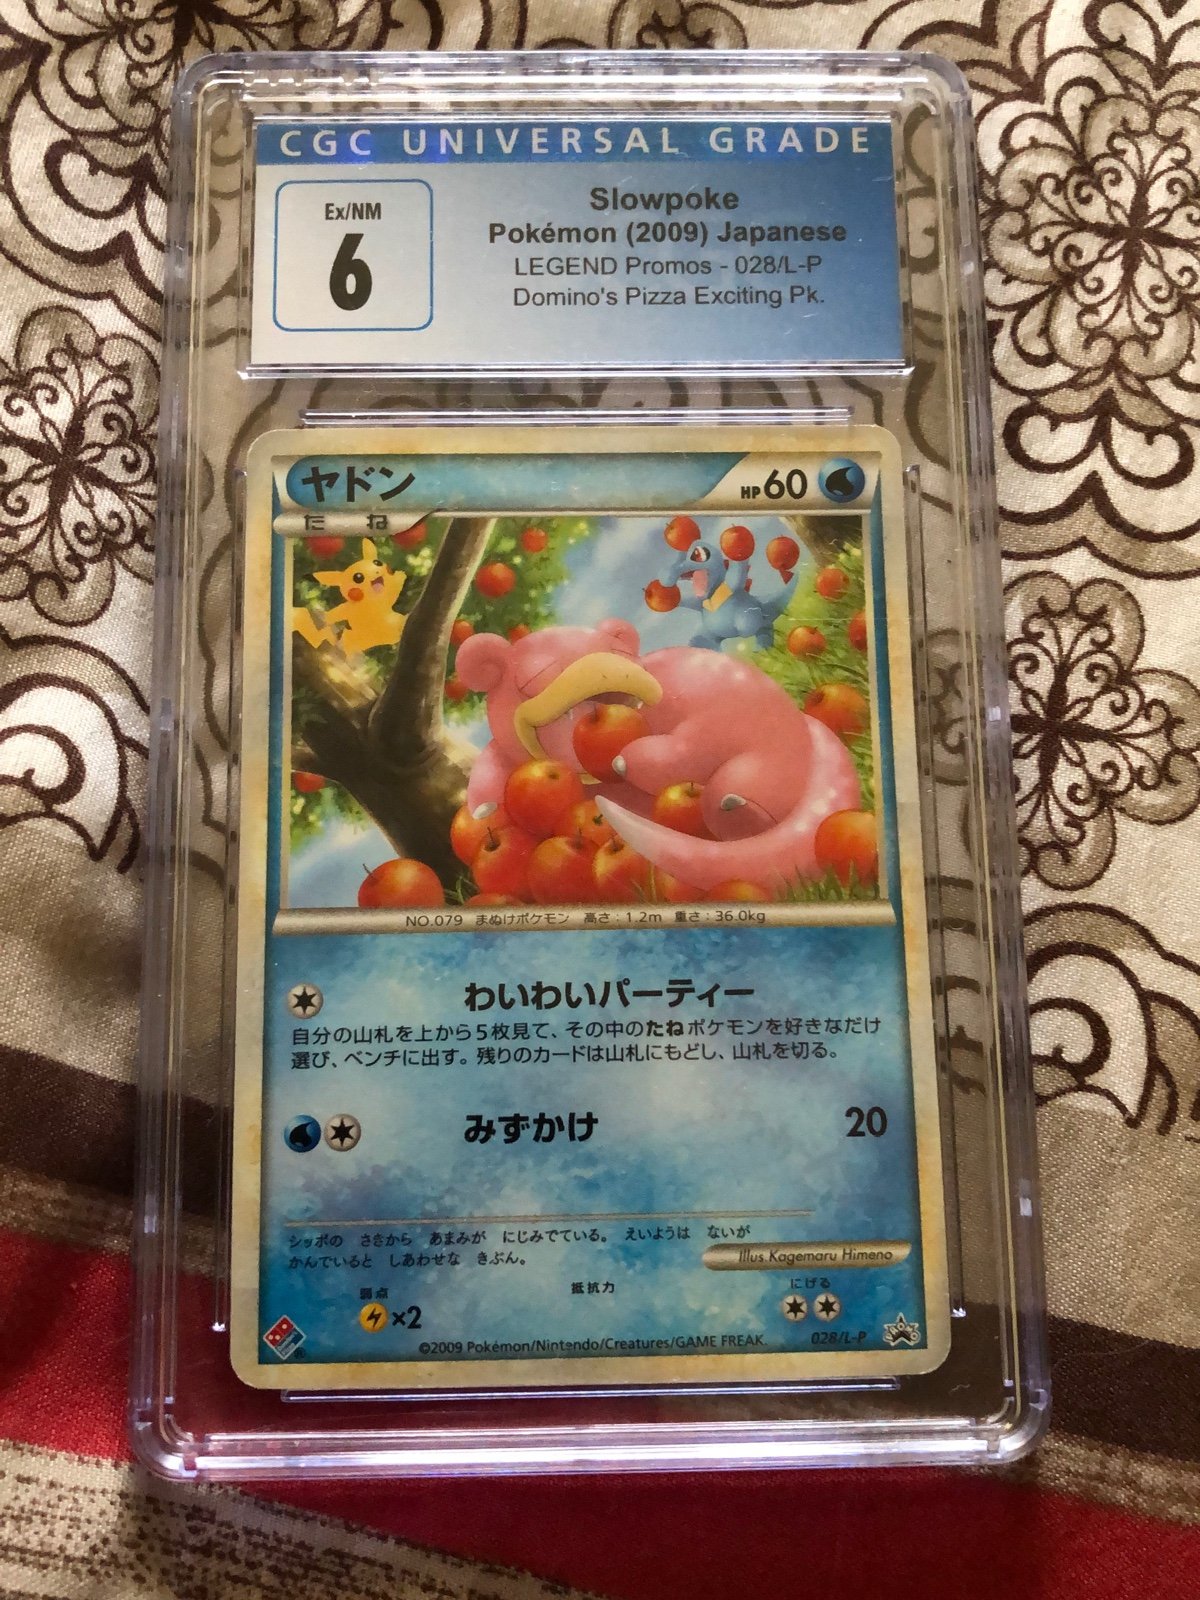 CGC UNIVERSAL GRADE
Ex/NM
6
Slowpoke
Pokémon (2009) Japanese
LEGEND Promos - 028/L-P
Domino's Pizza Exciting Pk.
ヤドン
HP60
たね
NO.079 まぬけポケモン 高さ：1.2m 重さ：36.0kg
わいわいパーティー
自分の山札を上から5枚見て、その中のたねポケモンを好きなだけ
選び、ベンチに出す。残りのカードは山札にもどし、山札を切る。
みずかけ 20
シッポの さきから あまみが にじみでている。 えいようは ないが
かんでいると しあわせな きぶん。
Illus. Kagemaru Himeno
弱点 抵抗力 にげる
×2
©2009 Pokémon/Nintendo/Creatures/GAME FREAK.
028/L-P